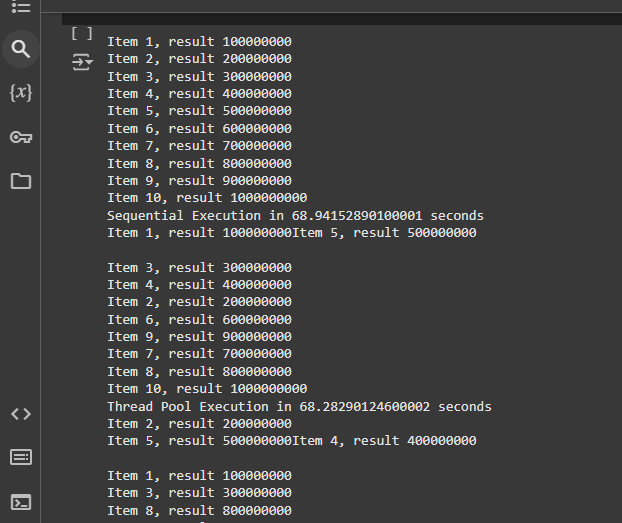 [ ]
Item 1, result 100000000
Item 2, result 200000000
Item 3, result 300000000
Item 4, result 400000000
Item 5, result 500000000
Item 6, result 600000000
Item 7, result 700000000
Item 8, result 800000000
Item 9, result 900000000
Item 10, result 1000000000
Sequential Execution in 68.94152890100001 seconds
Item 1, result 100000000Item 5, result 500000000

Item 3, result 300000000
Item 4, result 400000000
Item 2, result 200000000
Item 6, result 600000000
Item 9, result 900000000
Item 7, result 700000000
Item 8, result 800000000
Item 10, result 1000000000
Thread Pool Execution in 68.28290124600002 seconds
Item 2, result 200000000
Item 5, result 500000000Item 4, result 400000000

Item 1, result 100000000
Item 3, result 300000000
Item 8, result 800000000
{x}